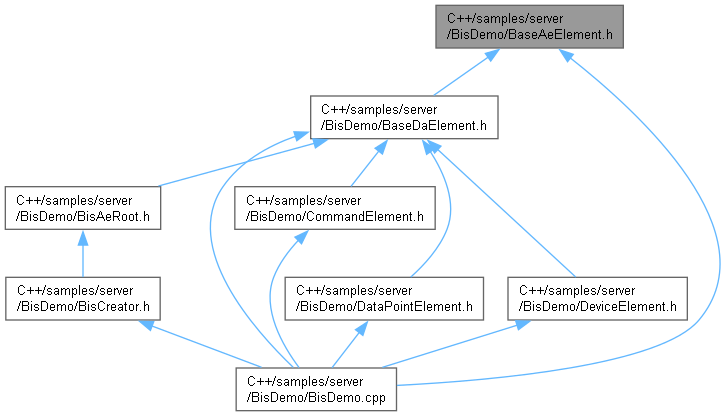 C++/samples/server
/BisDemo/BaseAeElement.h
C++/samples/server
/BisDemo/BaseDaElement.h
C++/samples/server
/BisDemo/BisAeRoot.h
C++/samples/server
/BisDemo/CommandElement.h
C++/samples/server
/BisDemo/BisCreator.h
C++/samples/server
/BisDemo/DataPointElement.h
C++/samples/server
/BisDemo/DeviceElement.h
C++/samples/server
/BisDemo/BisDemo.cpp